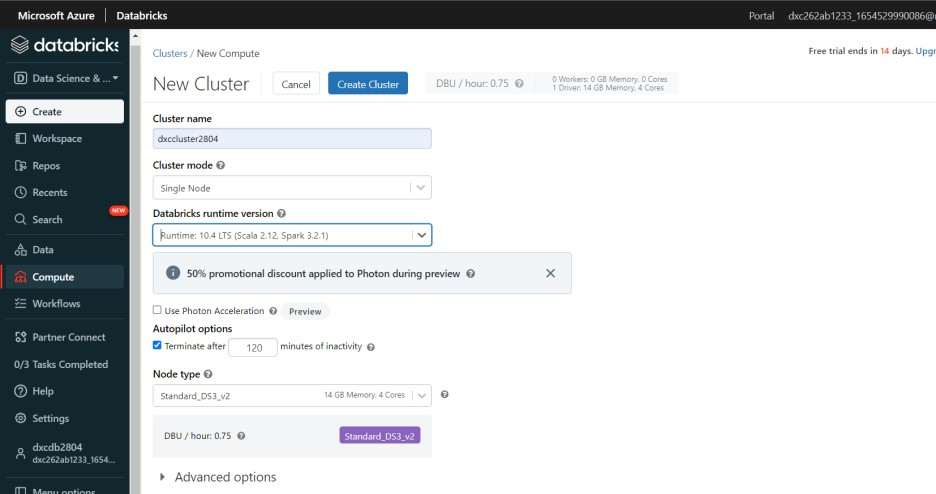 Microsoft Azure Databricks Portal dxc262ab1233_1654529990086@
databricks
Data Science & ...
Create
Workspace
Repos
Recents
Search NEW
Data
Compute
Workflows
Partner Connect
0/3 Tasks Completed
Help
Settings
dxcdb2804
dxc262ab1233_1654...
Menu options
Clusters / New Compute
Free trial ends in 14 days. Upgr
New Cluster Cancel Create Cluster DBU / hour: 0.75 ?
0 Workers: 0 GB Memory, 0 Cores
1 Driver: 14 GB Memory, 4 Cores
Cluster name
dxccluster2804
Cluster mode ?
Single Node
Databricks runtime version ?
Runtime: 10.4 LTS (Scala 2.12, Spark 3.2.1)
50% promotional discount applied to Photon during preview ?
Use Photon Acceleration ? Preview
Autopilot options
Terminate after 120 minutes of inactivity ?
Node type ?
Standard_DS3_v2 14 GB Memory, 4 Cores ?
DBU / hour: 0.75 ? Standard_DS3_v2
Advanced options